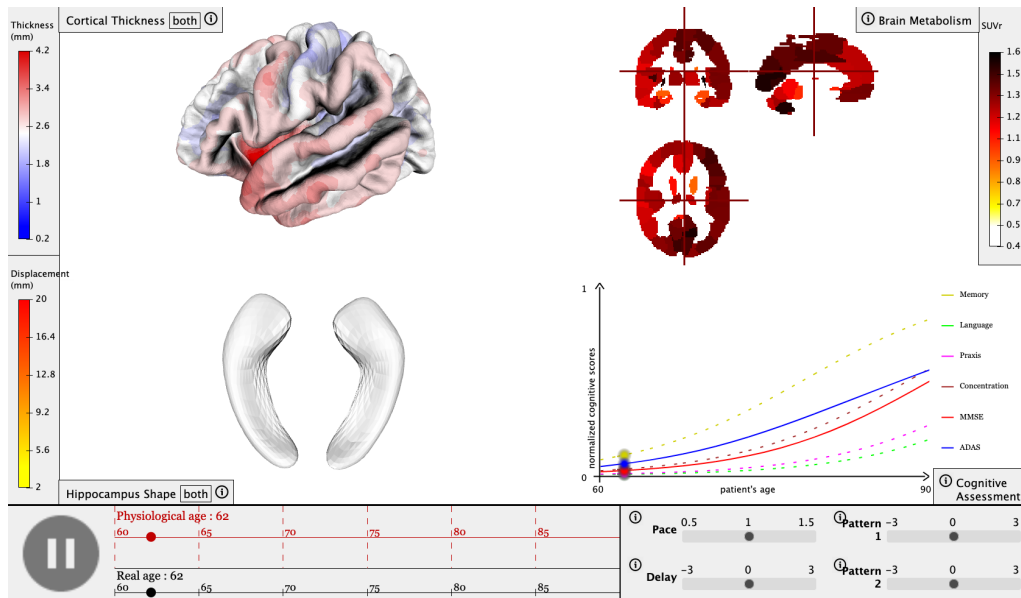 Thickness
(mm)
4.2
3.4
2.6
1.8
1
0.2
Cortical Thickness both
Brain Metabolism
SUVr
1.6
1.5
1.3
1.2
1.1
0.9
0.8
0.7
0.5
0.4
Displacement
(mm)
20
16.4
12.8
9.2
5.6
2
Hippocampus Shape both
1
normalized cognitive scores
0
60
patient's age
90
Memory
Language
Praxis
Concentration
MMSE
ADAS
Cognitive
Assessment
Physiological age : 62
60 65 70 75 80 85
Real age : 62
60 65 70 75 80 85
Pace
0.5 1 1.5
Delay
-3 0 3
Pattern
1
-3 0 3
Pattern
2
-3 0 3